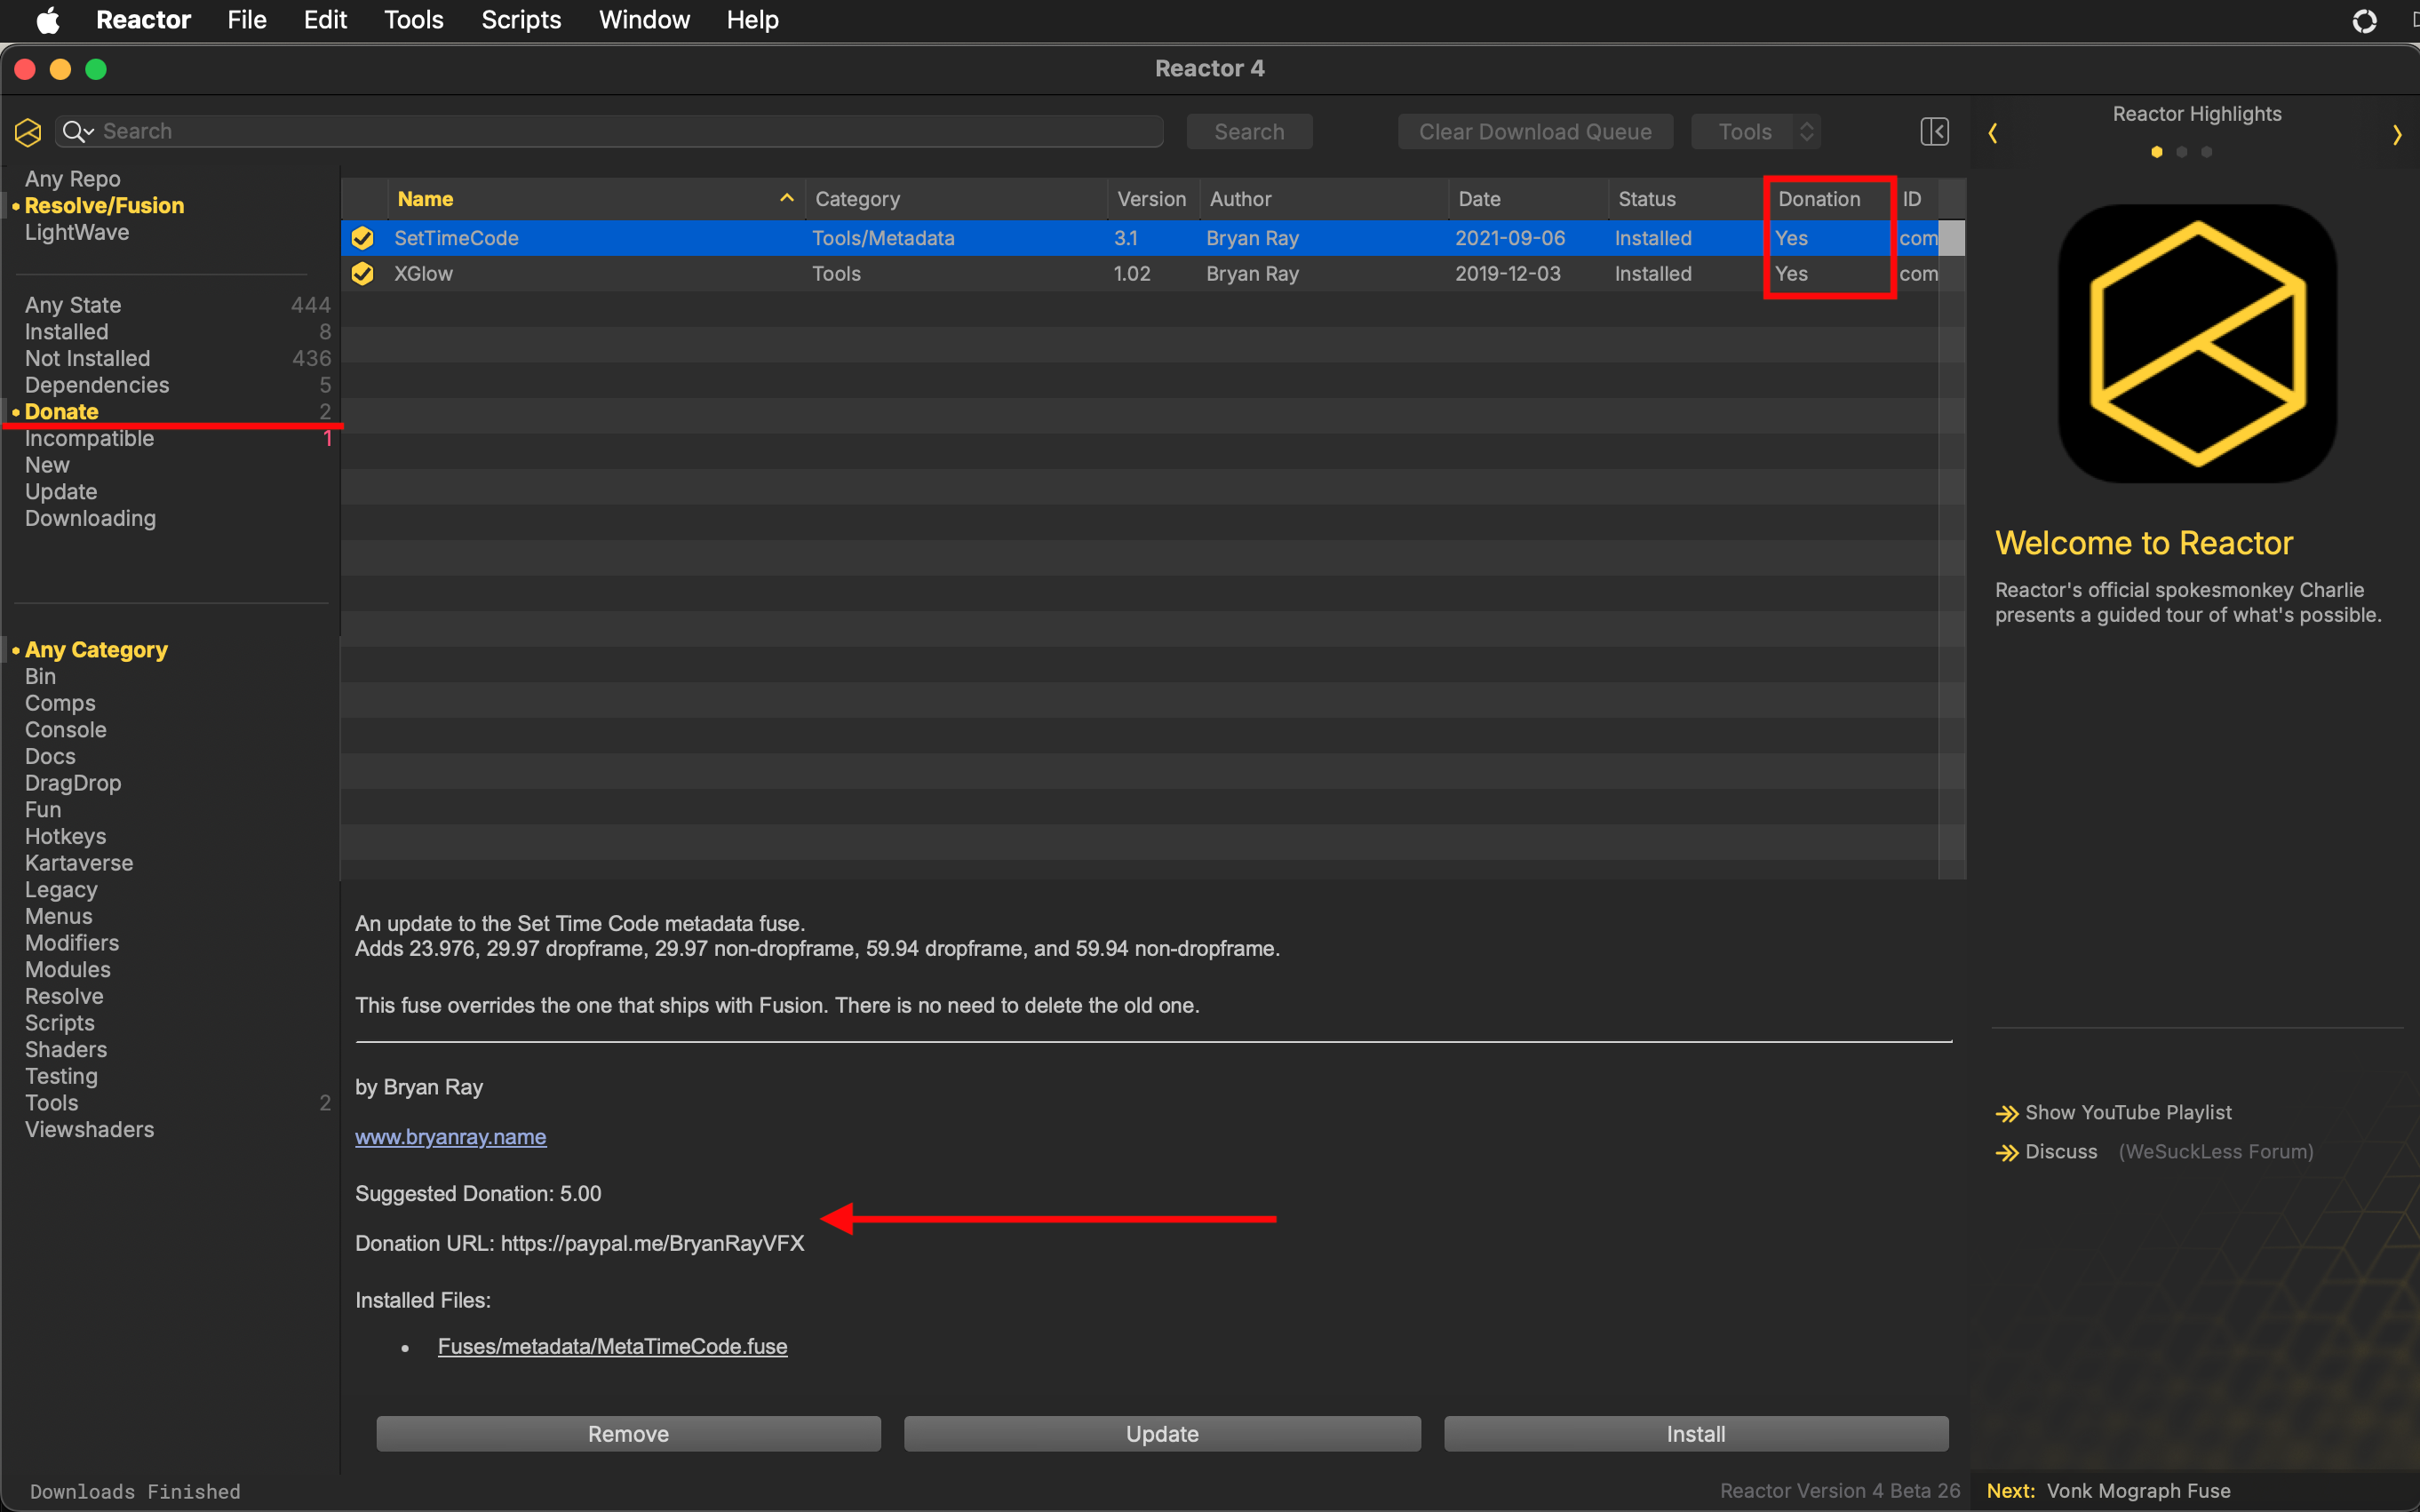 Reactor File Edit Tools Scripts Window Help
Reactor 4
Search Search Clear Download Queue Tools
Any Repo
Resolve/Fusion
LightWave
Any State 444
Installed 8
Not Installed 436
Dependencies 5
Donate 2
Incompatible 1
New
Update
Downloading
Any Category
Bin
Comps
Console
Docs
DragDrop
Fun
Hotkeys
Kartaverse
Legacy
Menus
Modifiers
Modules
Resolve
Scripts
Shaders
Testing
Tools 2
Viewshaders
Name Category Version Author Date Status Donation ID
SetTimeCode Tools/Metadata 3.1 Bryan Ray 2021-09-06 Installed Yes com
XGlow Tools 1.02 Bryan Ray 2019-12-03 Installed Yes com
An update to the Set Time Code metadata fuse.
Adds 23.976, 29.97 dropframe, 29.97 non-dropframe, 59.94 dropframe, and 59.94 non-dropframe.
This fuse overrides the one that ships with Fusion. There is no need to delete the old one.
by Bryan Ray
www.bryanray.name
Suggested Donation: 5.00
Donation URL: https://paypal.me/BryanRayVFX
Installed Files:
• Fuses/metadata/MetaTimeCode.fuse
Remove Update Install
Reactor Highlights
Welcome to Reactor
Reactor's official spokesmonkey Charlie
presents a guided tour of what's possible.
Show YouTube Playlist
Discuss (WeSuckLess Forum)
Downloads Finished
Reactor Version 4 Beta 26
Next: Vonk Mograph Fuse